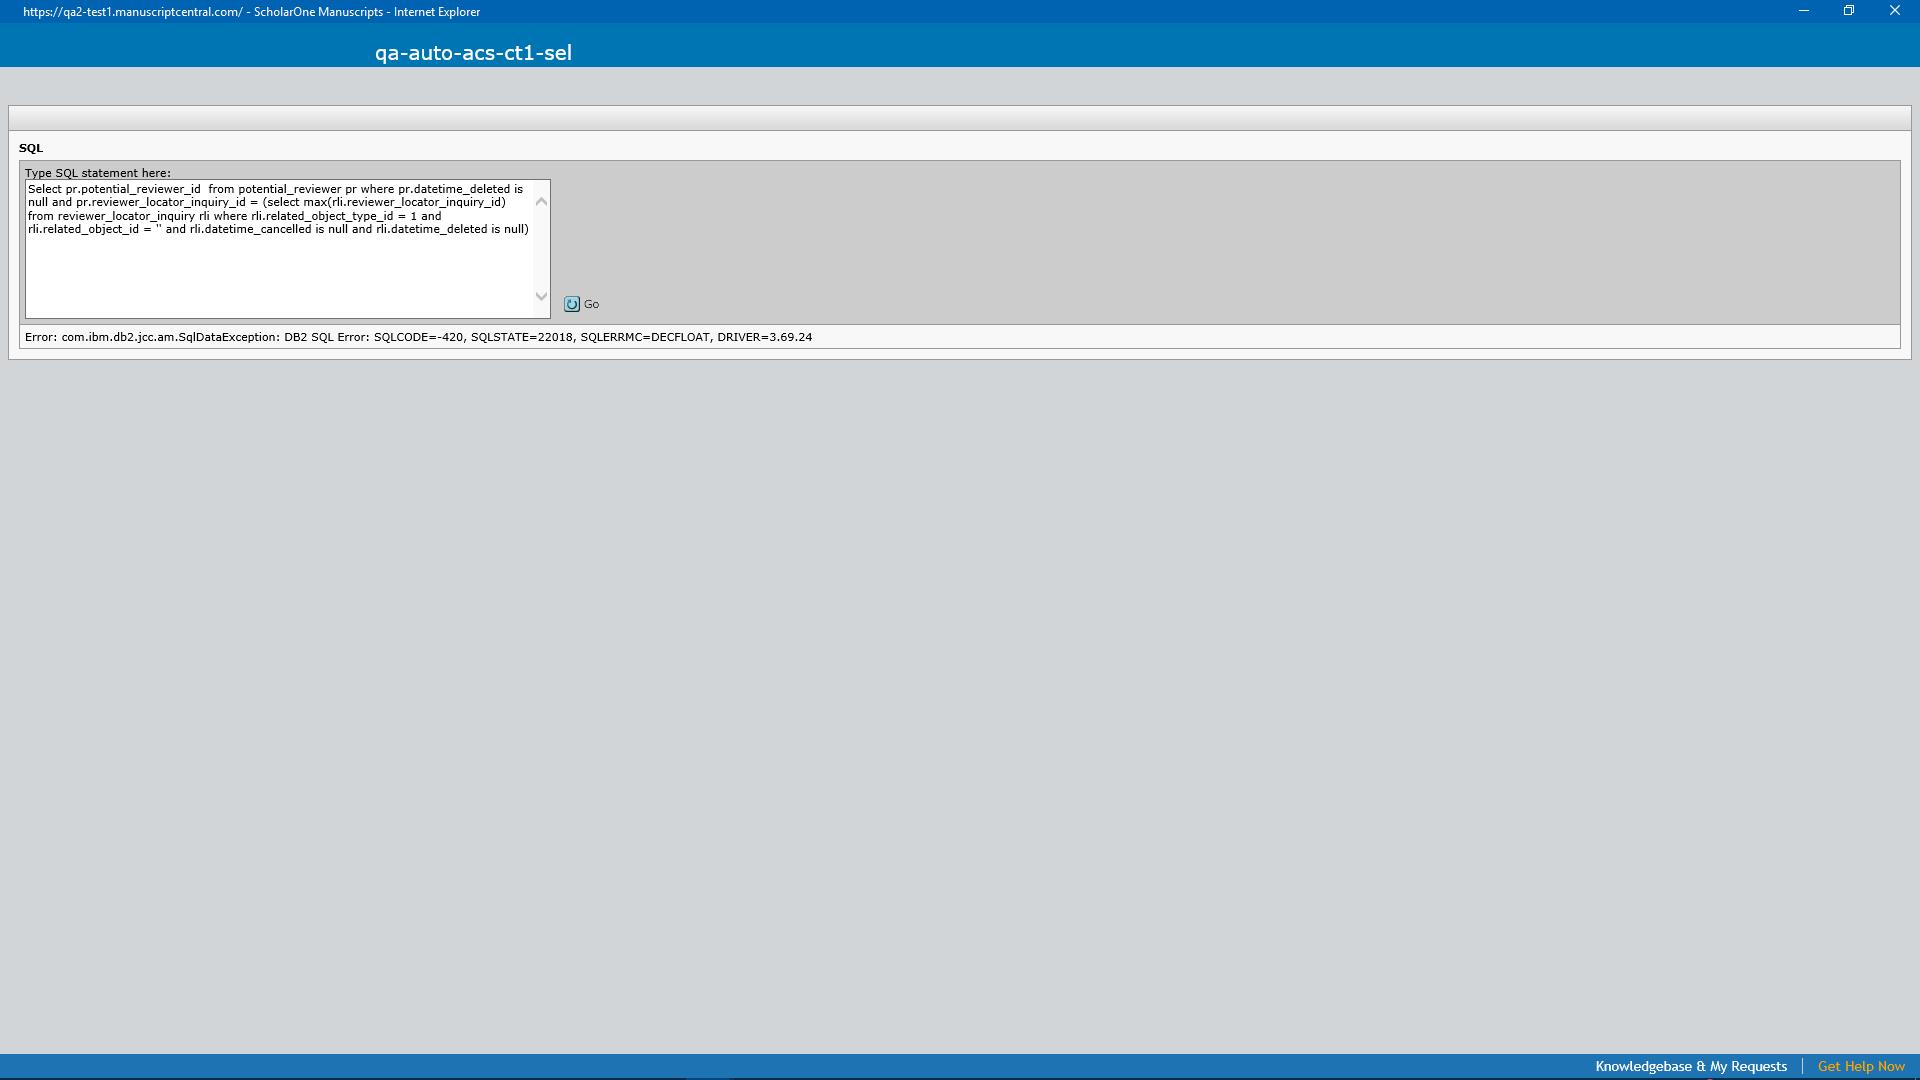 https://qa2-test1.manuscriptcentral.com/ - ScholarOne Manuscripts - Internet Explorer
qa-auto-acs-ct1-sel
SQL
Type SQL statement here:
Select pr.potential_reviewer_id  from potential_reviewer pr where pr.datetime_deleted is
null and pr.reviewer_locator_inquiry_id = (select max(rli.reviewer_locator_inquiry_id)
from reviewer_locator_inquiry rli where rli.related_object_type_id = 1 and
rli.related_object_id = '' and rli.datetime_cancelled is null and rli.datetime_deleted is null)
Go
Error: com.ibm.db2.jcc.am.SqlDataException: DB2 SQL Error: SQLCODE=-420, SQLSTATE=22018, SQLERRMC=DECFLOAT, DRIVER=3.69.24
Knowledgebase & My Requests | Get Help Now